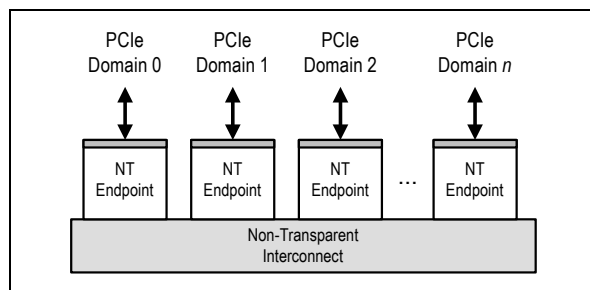 PCIe
Domain 0
PCIe
Domain 1
PCIe
Domain 2
PCIe
Domain n
NT
Endpoint
NT
Endpoint
NT
Endpoint
...
NT
Endpoint
Non-Transparent
Interconnect